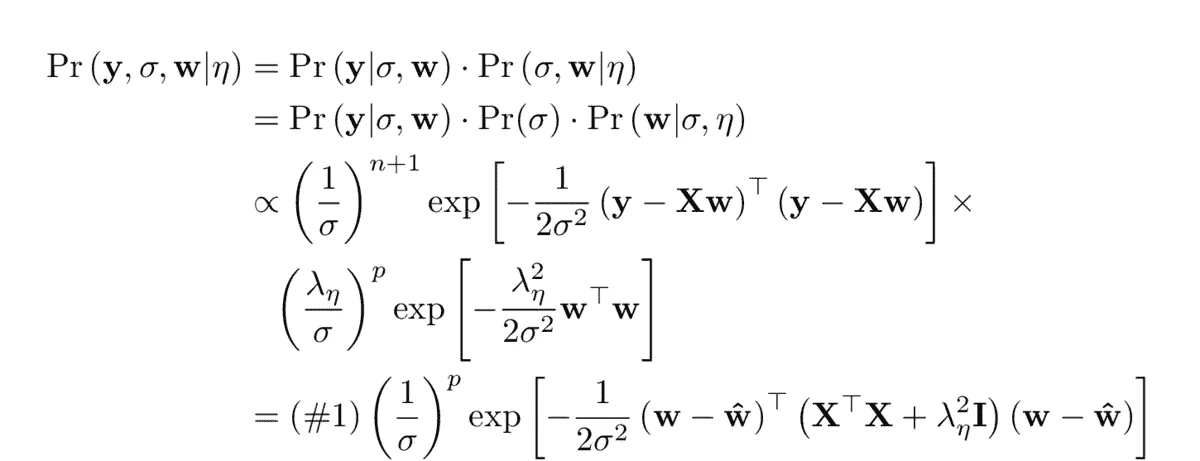 Pr (𝐲, σ, 𝐰|η) = Pr (𝐲|σ, 𝐰) · Pr (σ, 𝐰|η)
= Pr (𝐲|σ, 𝐰) · Pr(σ) · Pr (𝐰|σ, η)
∝ (1/σ)^{n+1} exp [−1/(2σ²) (𝐲 − 𝐗𝐰)^⊤ (𝐲 − 𝐗𝐰)] ×
(λ_η/σ)^p exp [−λ_η²/(2σ²) 𝐰^⊤𝐰]
= (#1) (1/σ)^p exp [−1/(2σ²) (𝐰 − 𝐰̂)^⊤ (𝐗^⊤𝐗 + λ_η²𝐈) (𝐰 − 𝐰̂)]